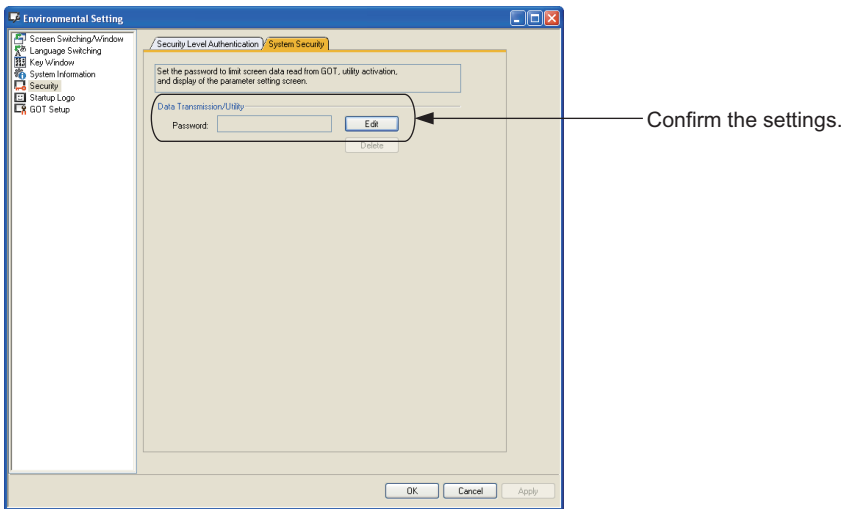 Environmental Setting
Screen Switching/Window
Language Switching
Key Window
System Information
Security
Startup Logo
GOT Setup
Security Level Authentication
System Security
Set the password to limit screen data read from GOT, utility activation,
and display of the parameter setting screen.
Data Transmission/Utility
Password:
Edit
Delete
Confirm the settings.
OK
Cancel
Apply